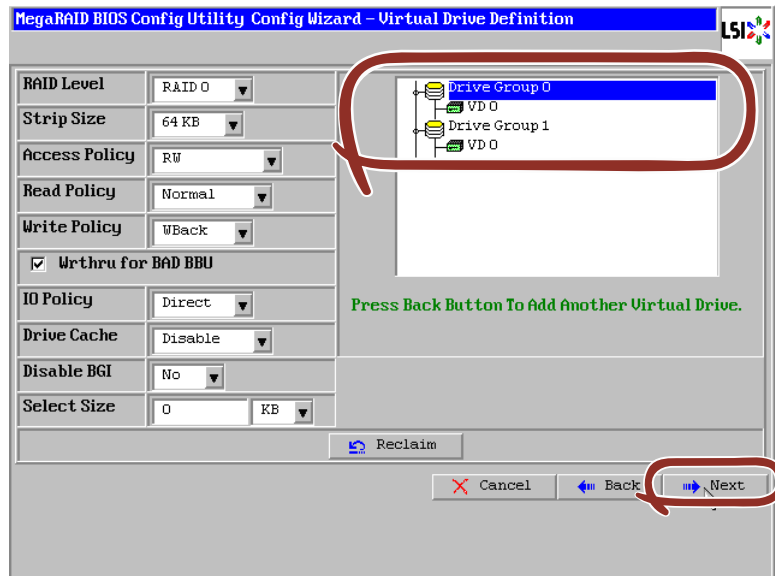 MegaRAID BIOS Config Utility Config Wizard – Virtual Drive Definition
LSI
RAID Level RAID 0
Strip Size 64 KB
Access Policy RW
Read Policy Normal
Write Policy WBack
Wrthru for BAD BBU
IO Policy Direct
Drive Cache Disable
Disable BGI No
Select Size 0 KB
Drive Group 0
VD 0
Drive Group 1
VD 0
Press Back Button To Add Another Virtual Drive.
Reclaim
Cancel Back Next